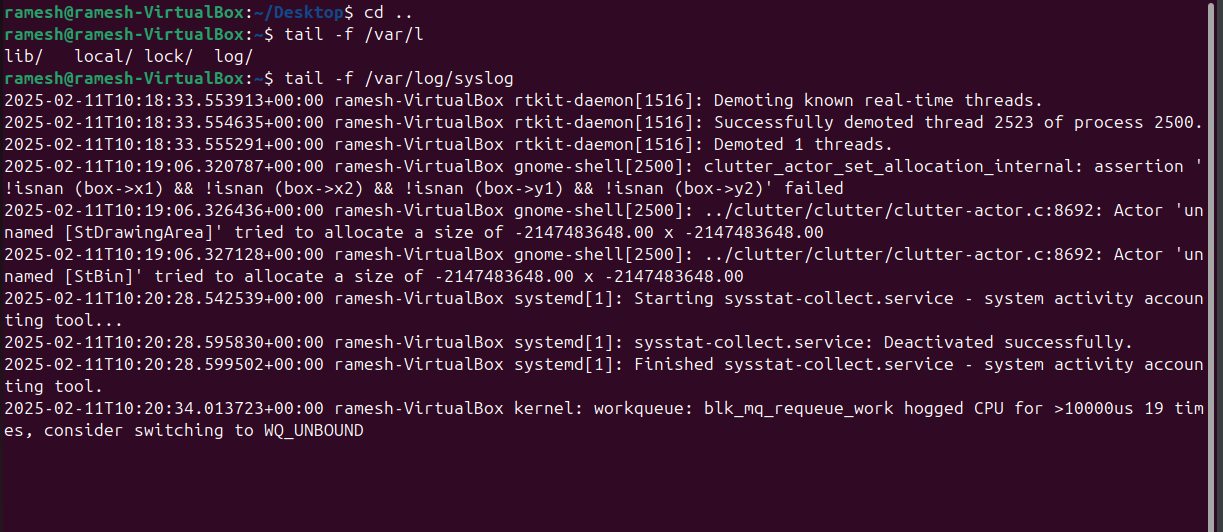 ramesh@ramesh-VirtualBox:~/Desktop$ cd ..
ramesh@ramesh-VirtualBox:~$ tail -f /var/l
lib/   local/ lock/  log/
ramesh@ramesh-VirtualBox:~$ tail -f /var/log/syslog
2025-02-11T10:18:33.553913+00:00 ramesh-VirtualBox rtkit-daemon[1516]: Demoting known real-time threads.
2025-02-11T10:18:33.554635+00:00 ramesh-VirtualBox rtkit-daemon[1516]: Successfully demoted thread 2523 of process 2500.
2025-02-11T10:18:33.555291+00:00 ramesh-VirtualBox rtkit-daemon[1516]: Demoted 1 threads.
2025-02-11T10:19:06.320787+00:00 ramesh-VirtualBox gnome-shell[2500]: clutter_actor_set_allocation_internal: assertion '
!isnan (box->x1) && !isnan (box->x2) && !isnan (box->y1) && !isnan (box->y2)' failed
2025-02-11T10:19:06.326436+00:00 ramesh-VirtualBox gnome-shell[2500]: ../clutter/clutter/clutter-actor.c:8692: Actor 'un
named [StDrawingArea]' tried to allocate a size of -2147483648.00 x -2147483648.00
2025-02-11T10:19:06.327128+00:00 ramesh-VirtualBox gnome-shell[2500]: ../clutter/clutter/clutter-actor.c:8692: Actor 'un
named [StBin]' tried to allocate a size of -2147483648.00 x -2147483648.00
2025-02-11T10:20:28.542539+00:00 ramesh-VirtualBox systemd[1]: Starting sysstat-collect.service - system activity accoun
ting tool...
2025-02-11T10:20:28.595830+00:00 ramesh-VirtualBox systemd[1]: sysstat-collect.service: Deactivated successfully.
2025-02-11T10:20:28.599502+00:00 ramesh-VirtualBox systemd[1]: Finished sysstat-collect.service - system activity accoun
ting tool.
2025-02-11T10:20:34.013723+00:00 ramesh-VirtualBox kernel: workqueue: blk_mq_requeue_work hogged CPU for >10000us 19 tim
es, consider switching to WQ_UNBOUND